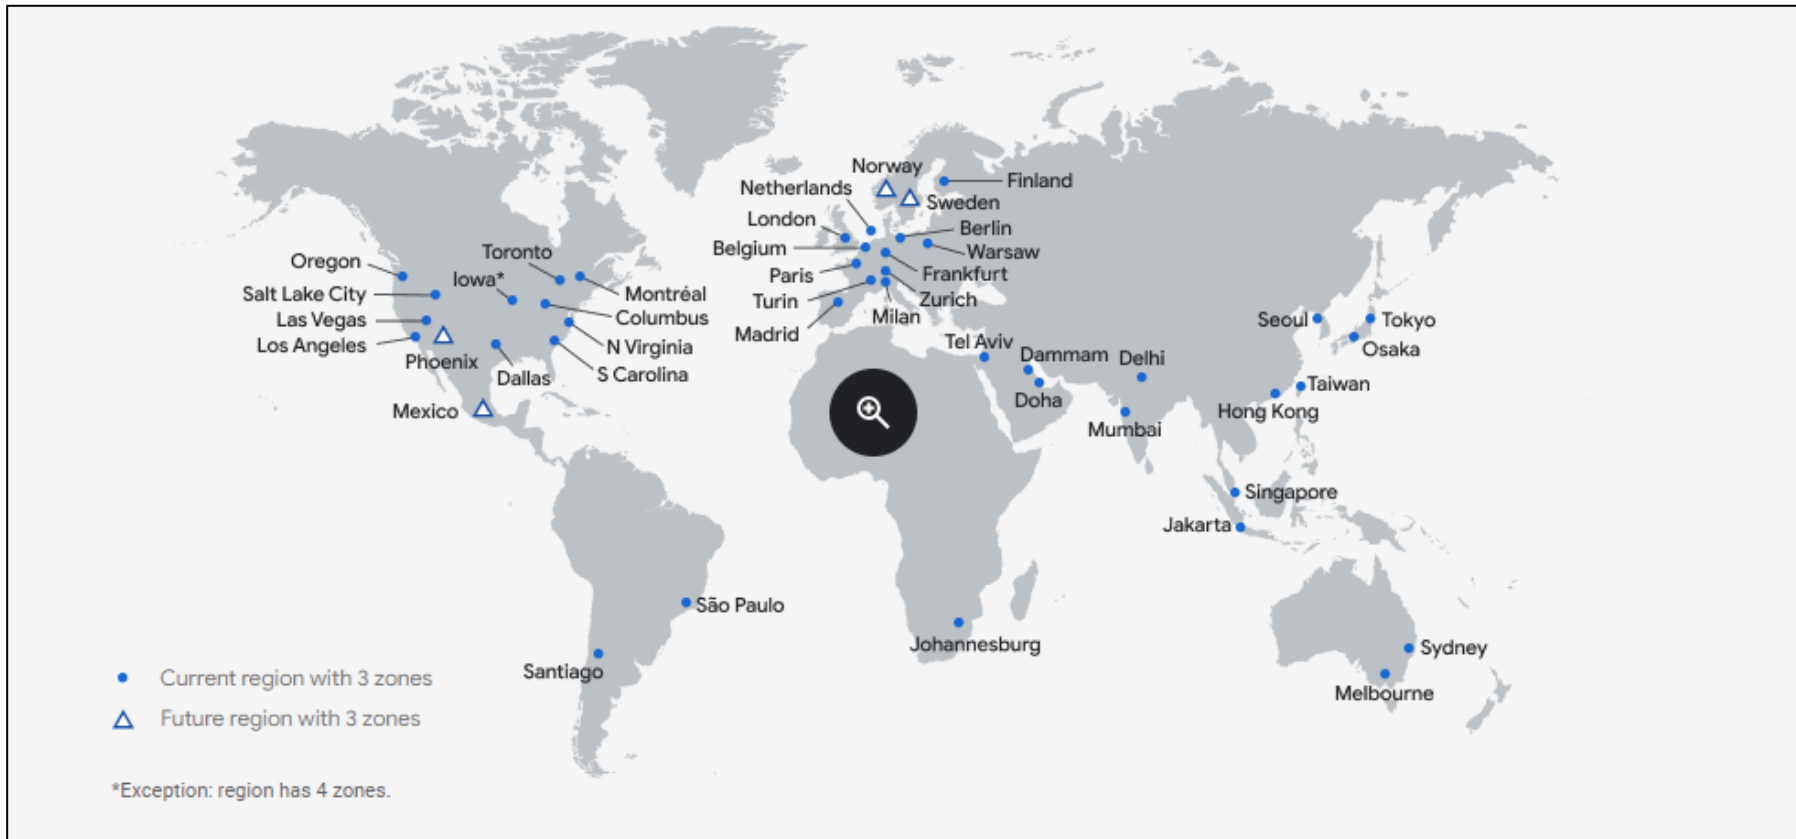 Norway
Netherlands
Finland
Sweden
London
Berlin
Belgium
Warsaw
Paris
Frankfurt
Turin
Zurich
Milan
Madrid
Toronto
Oregon
Iowa*
Salt Lake City
Montréal
Las Vegas
Columbus
Los Angeles
N Virginia
Phoenix
Dallas
S Carolina
Mexico
Seoul
Tokyo
Osaka
Tel Aviv
Dammam
Delhi
Doha
Taiwan
Hong Kong
Mumbai
Singapore
Jakarta
São Paulo
Johannesburg
Santiago
Sydney
Melbourne
Current region with 3 zones
Future region with 3 zones
*Exception: region has 4 zones.